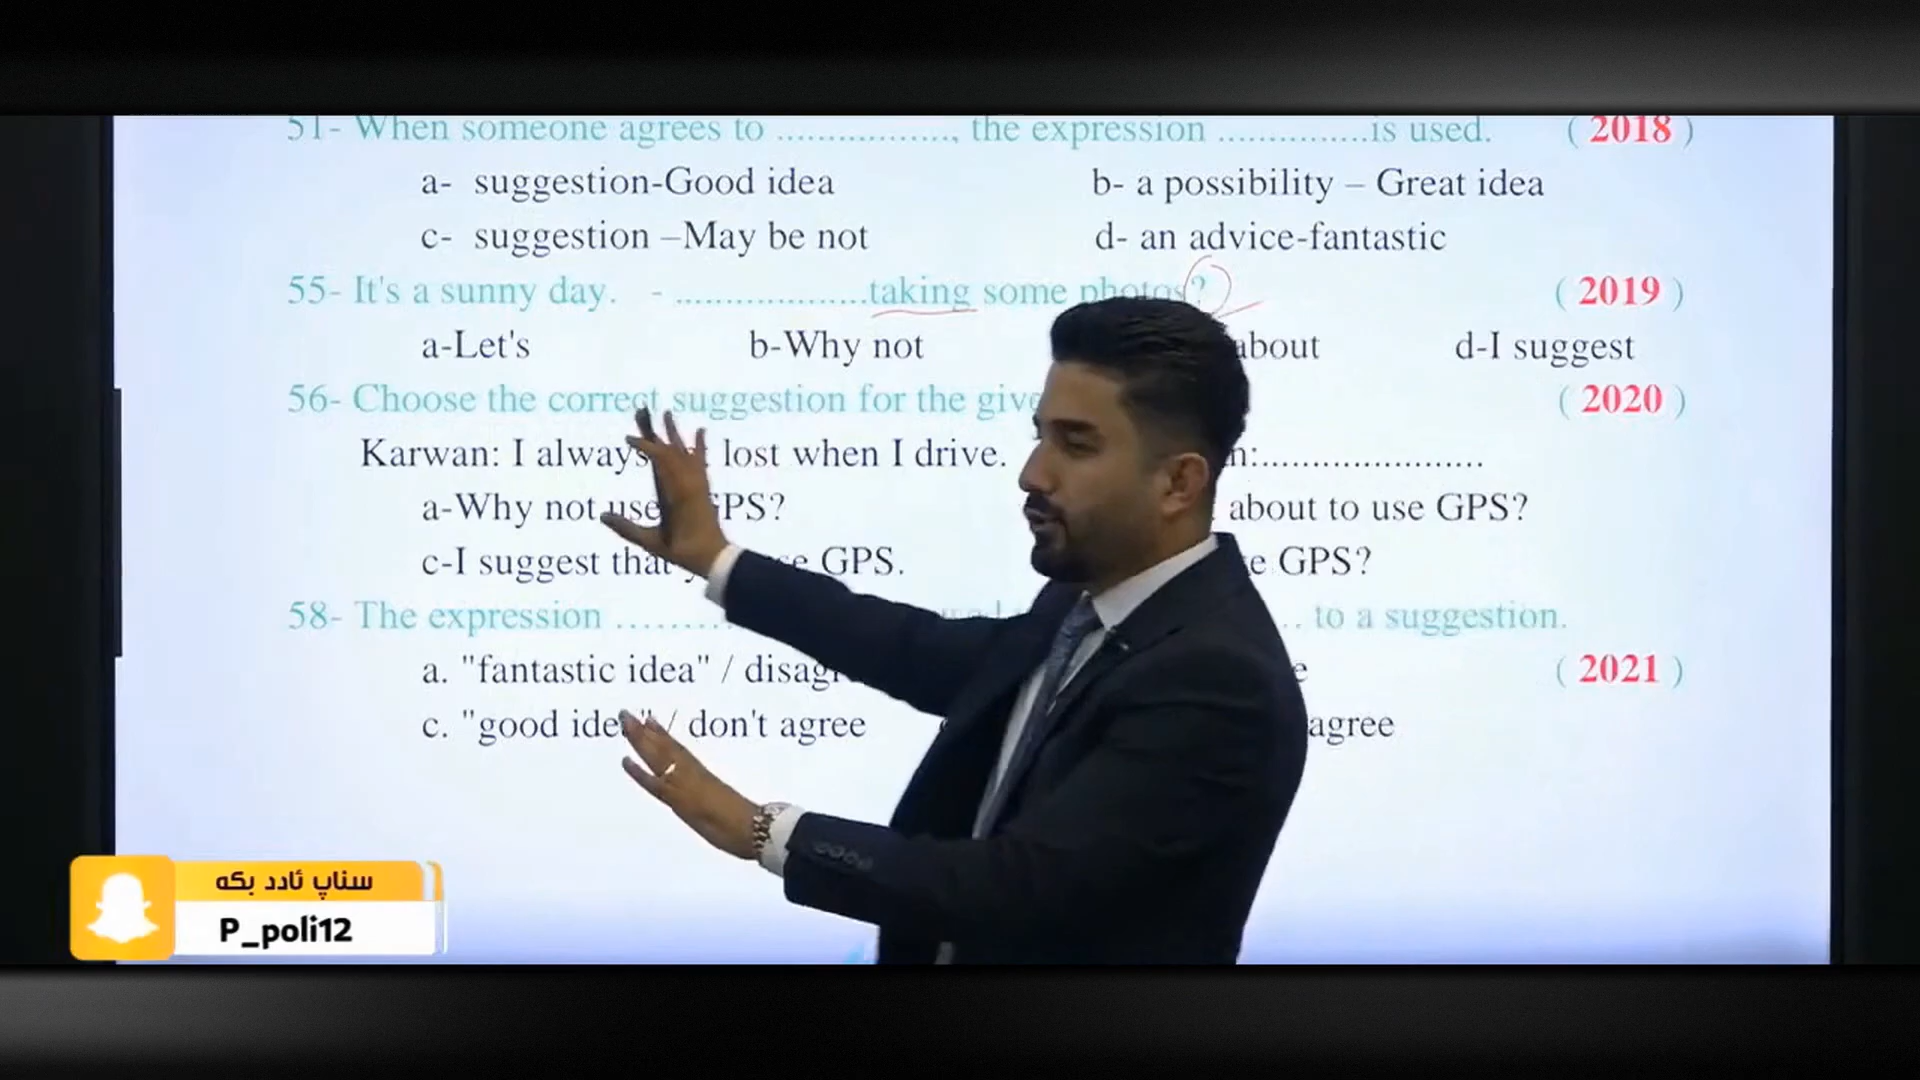 51- When someone agrees to ................., the expression ...............is used. ( 2018 )
a- suggestion-Good idea b- a possibility – Great idea
c- suggestion –May be not d- an advice-fantastic
55- It's a sunny day. - ...................taking some photos? ( 2019 )
a-Let's b-Why not about d-I suggest
56- Choose the correct suggestion for the ( 2020 )
Karwan: I always lost when I drive. :......................
a-Why not use GPS? about to use GPS?
c-I suggest that GPS. GPS?
58- The expression ......... to a suggestion.
a. "fantastic idea" / ( 2021 )
c. "good idea" / don't agree agree
سناپ ئادد بکە
P_poli12